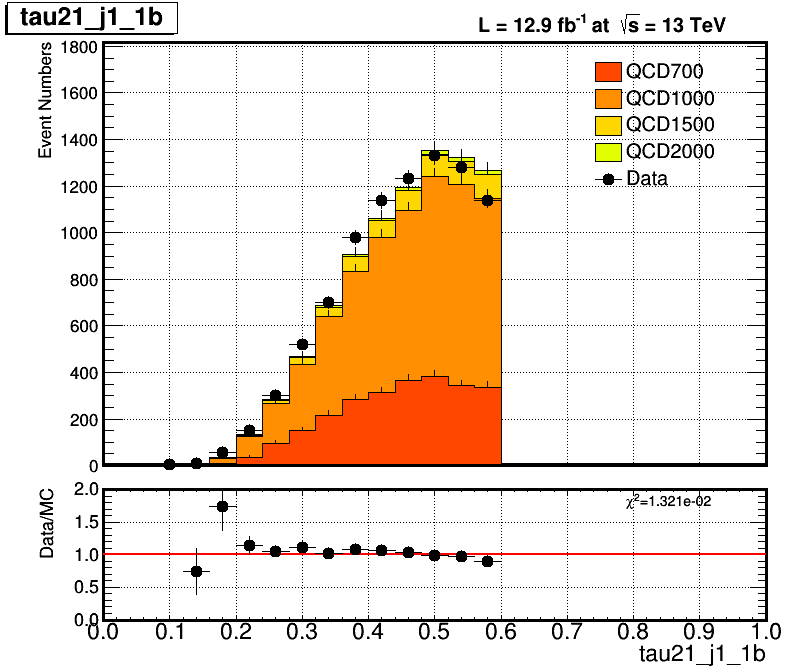 tau21_j1_1b
L = 12.9 fb⁻¹ at √s = 13 TeV
Event Numbers
1800
1600
1400
1200
1000
800
600
400
200
0
QCD700
QCD1000
QCD1500
QCD2000
Data
Data/MC
2.0
1.5
1.0
0.5
0.0
χ²=1.321e-02
0.0 0.1 0.2 0.3 0.4 0.5 0.6 0.7 0.8 0.9 1.0
tau21_j1_1b